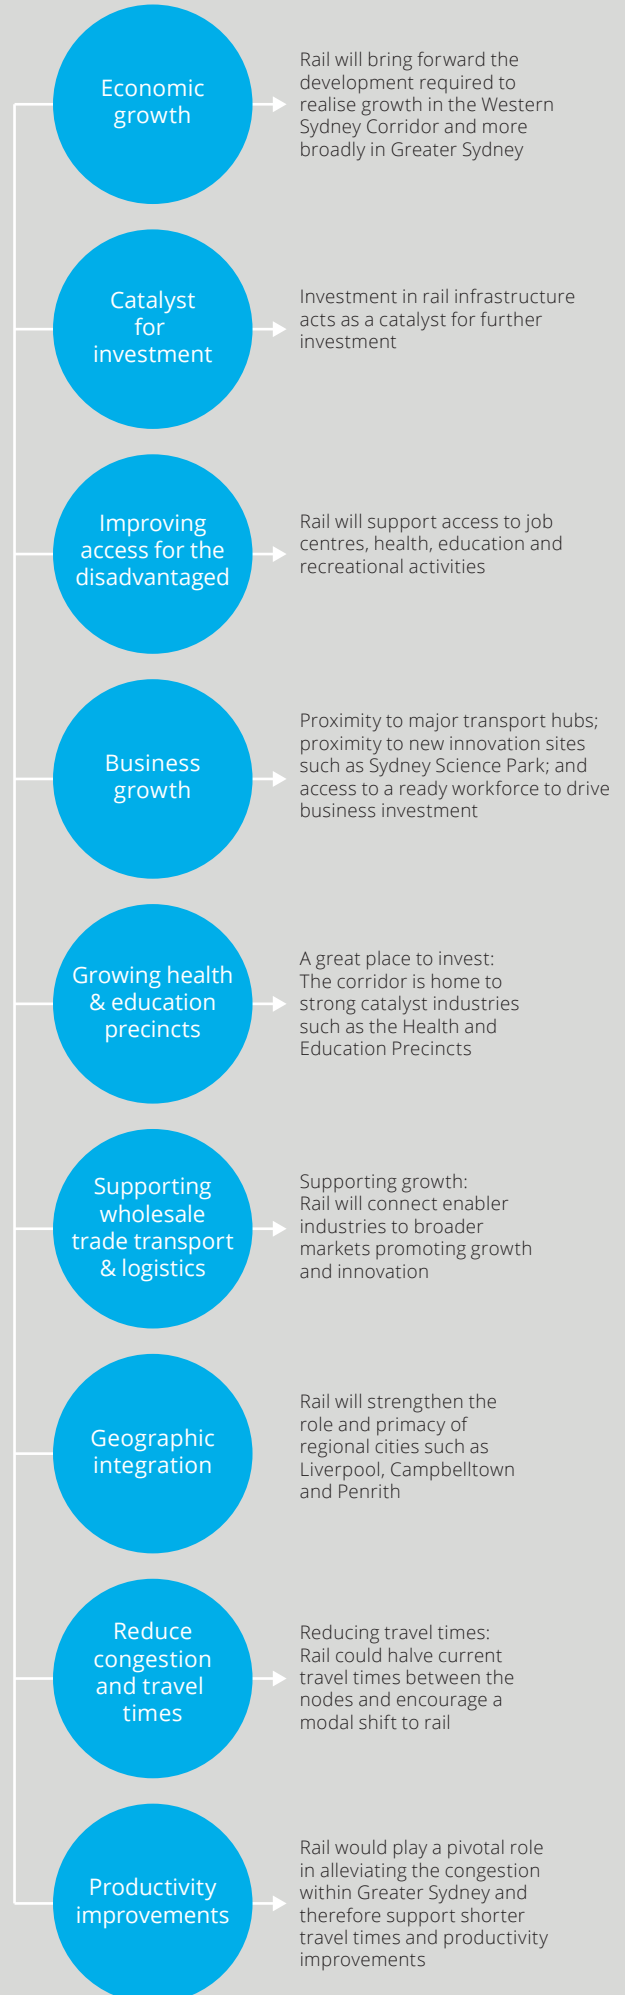 Economic
growth
Rail will bring forward the
development required to
realise growth in the Western
Sydney Corridor and more
broadly in Greater Sydney
Catalyst
for
investment
Investment in rail infrastructure
acts as a catalyst for further
investment
Improving
access for the
disadvantaged
Rail will support access to job
centres, health, education and
recreational activities
Business
growth
Proximity to major transport hubs;
proximity to new innovation sites
such as Sydney Science Park; and
access to a ready workforce to drive
business investment
Growing health
& education
precincts
A great place to invest:
The corridor is home to
strong catalyst industries
such as the Health and
Education Precincts
Supporting
wholesale
trade transport
& logistics
Supporting growth:
Rail will connect enabler
industries to broader
markets promoting growth
and innovation
Geographic
integration
Rail will strengthen the
role and primacy of
regional cities such as
Liverpool, Campbelltown
and Penrith
Reduce
congestion
and travel
times
Reducing travel times:
Rail could halve current
travel times between the
nodes and encourage a
modal shift to rail
Productivity
improvements
Rail would play a pivotal role
in alleviating the congestion
within Greater Sydney and
therefore support shorter
travel times and productivity
improvements